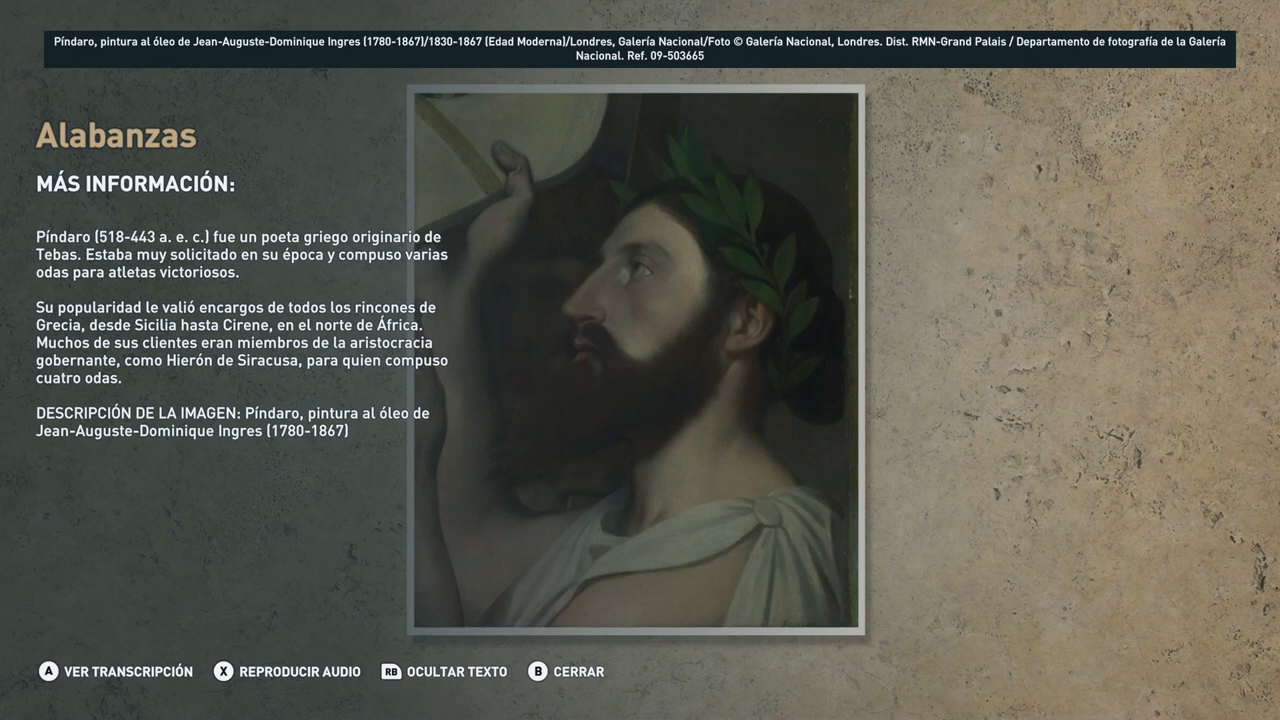 Píndaro, pintura al óleo de Jean-Auguste-Dominique Ingres (1780-1867)/1830-1867 (Edad Moderna)/Londres, Galería Nacional/Foto © Galería Nacional, Londres. Dist. RMN-Grand Palais / Departamento de fotografía de la Galería
Nacional. Ref. 09-503665
Alabanzas
MÁS INFORMACIÓN:
Píndaro (518-443 a. e. c.) fue un poeta griego originario de
Tebas. Estaba muy solicitado en su época y compuso varias
odas para atletas victoriosos.
Su popularidad le valió encargos de todos los rincones de
Grecia, desde Sicilia hasta Cirene, en el norte de África.
Muchos de sus clientes eran miembros de la aristocracia
gobernante, como Hierón de Siracusa, para quien compuso
cuatro odas.
DESCRIPCIÓN DE LA IMAGEN: Píndaro, pintura al óleo de
Jean-Auguste-Dominique Ingres (1780-1867)
A VER TRANSCRIPCIÓN X REPRODUCIR AUDIO RB OCULTAR TEXTO B CERRAR